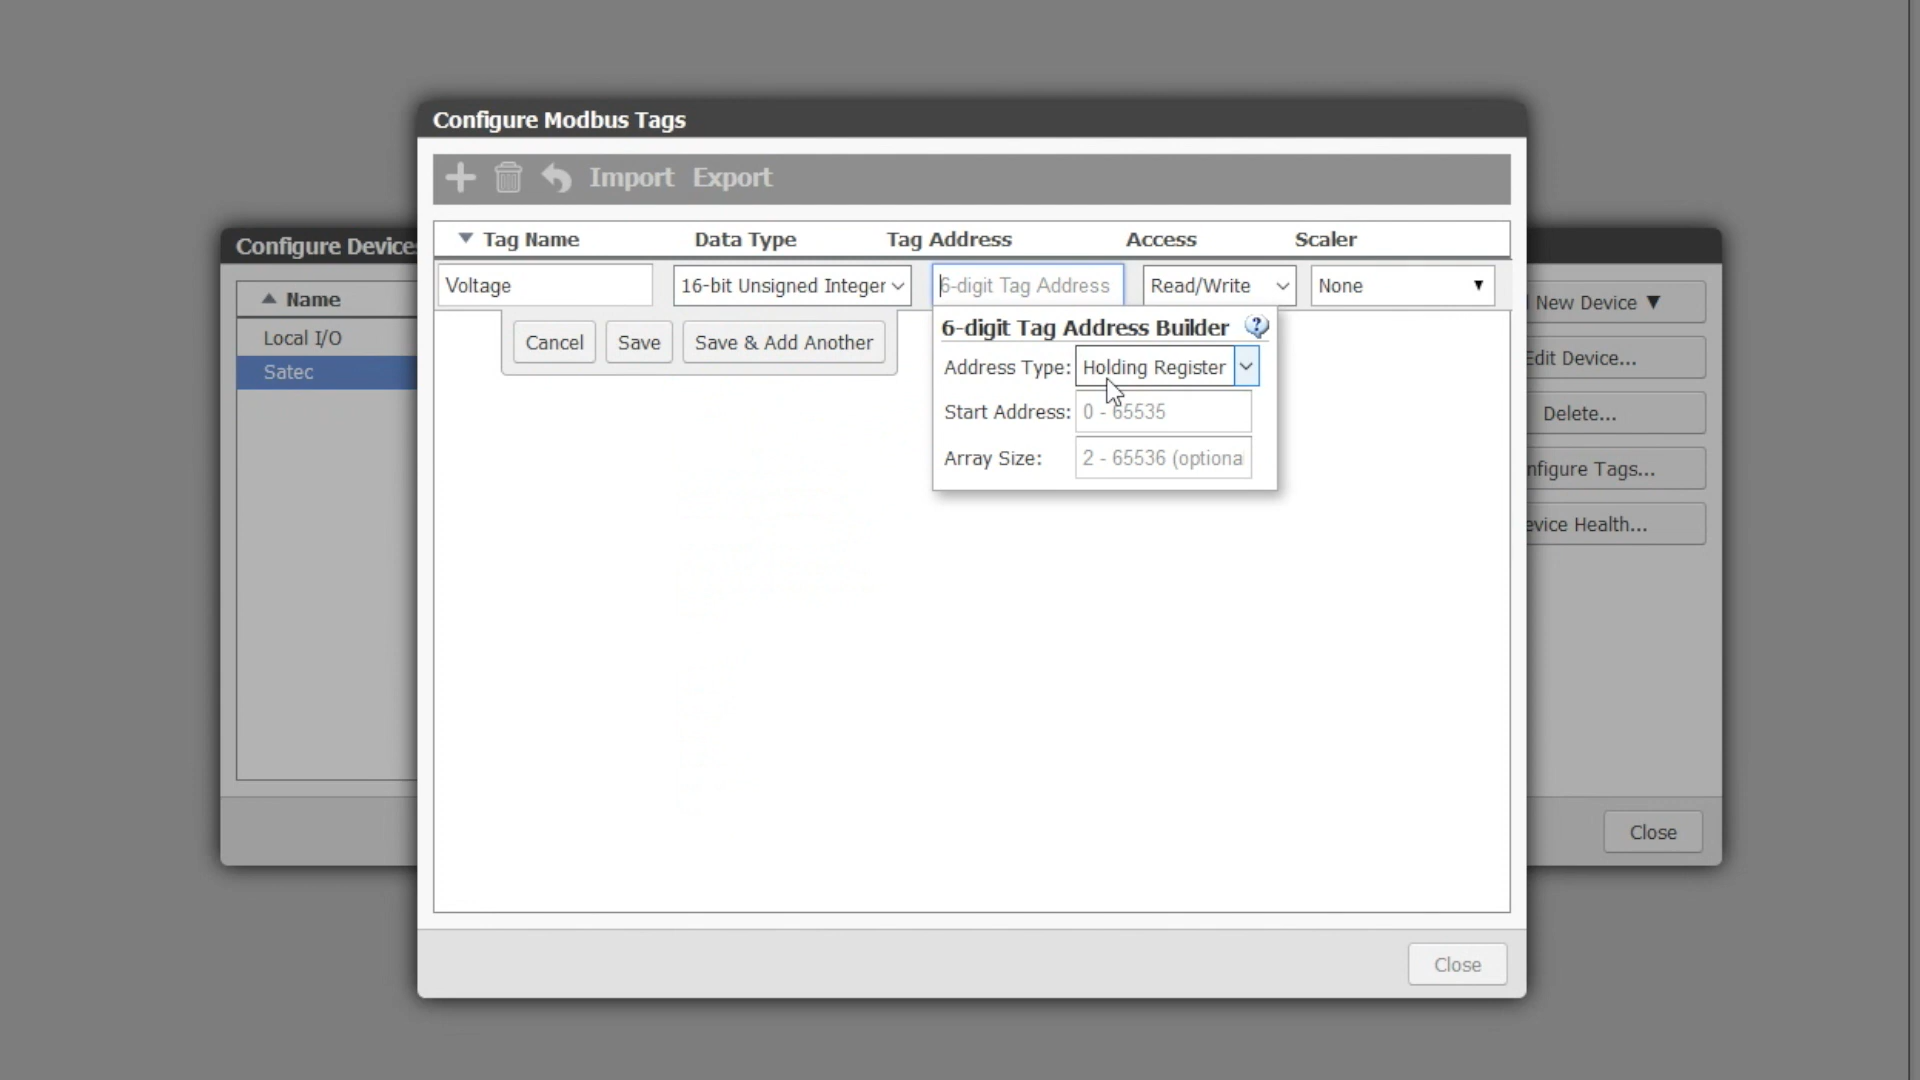 Configure Modbus Tags
Import Export
Configure Devices
Tag Name Data Type Tag Address Access Scaler
Name
Voltage 16-bit Unsigned Integer 6-digit Tag Address Read/Write None
New Device
Local I/O
6-digit Tag Address Builder
Cancel Save Save & Add Another
Edit Device...
Satec
Address Type: Holding Register
Start Address: 0 - 65535
Delete...
Array Size: 2 - 65536 (optiona
nfigure Tags...
evice Health...
Close
Close